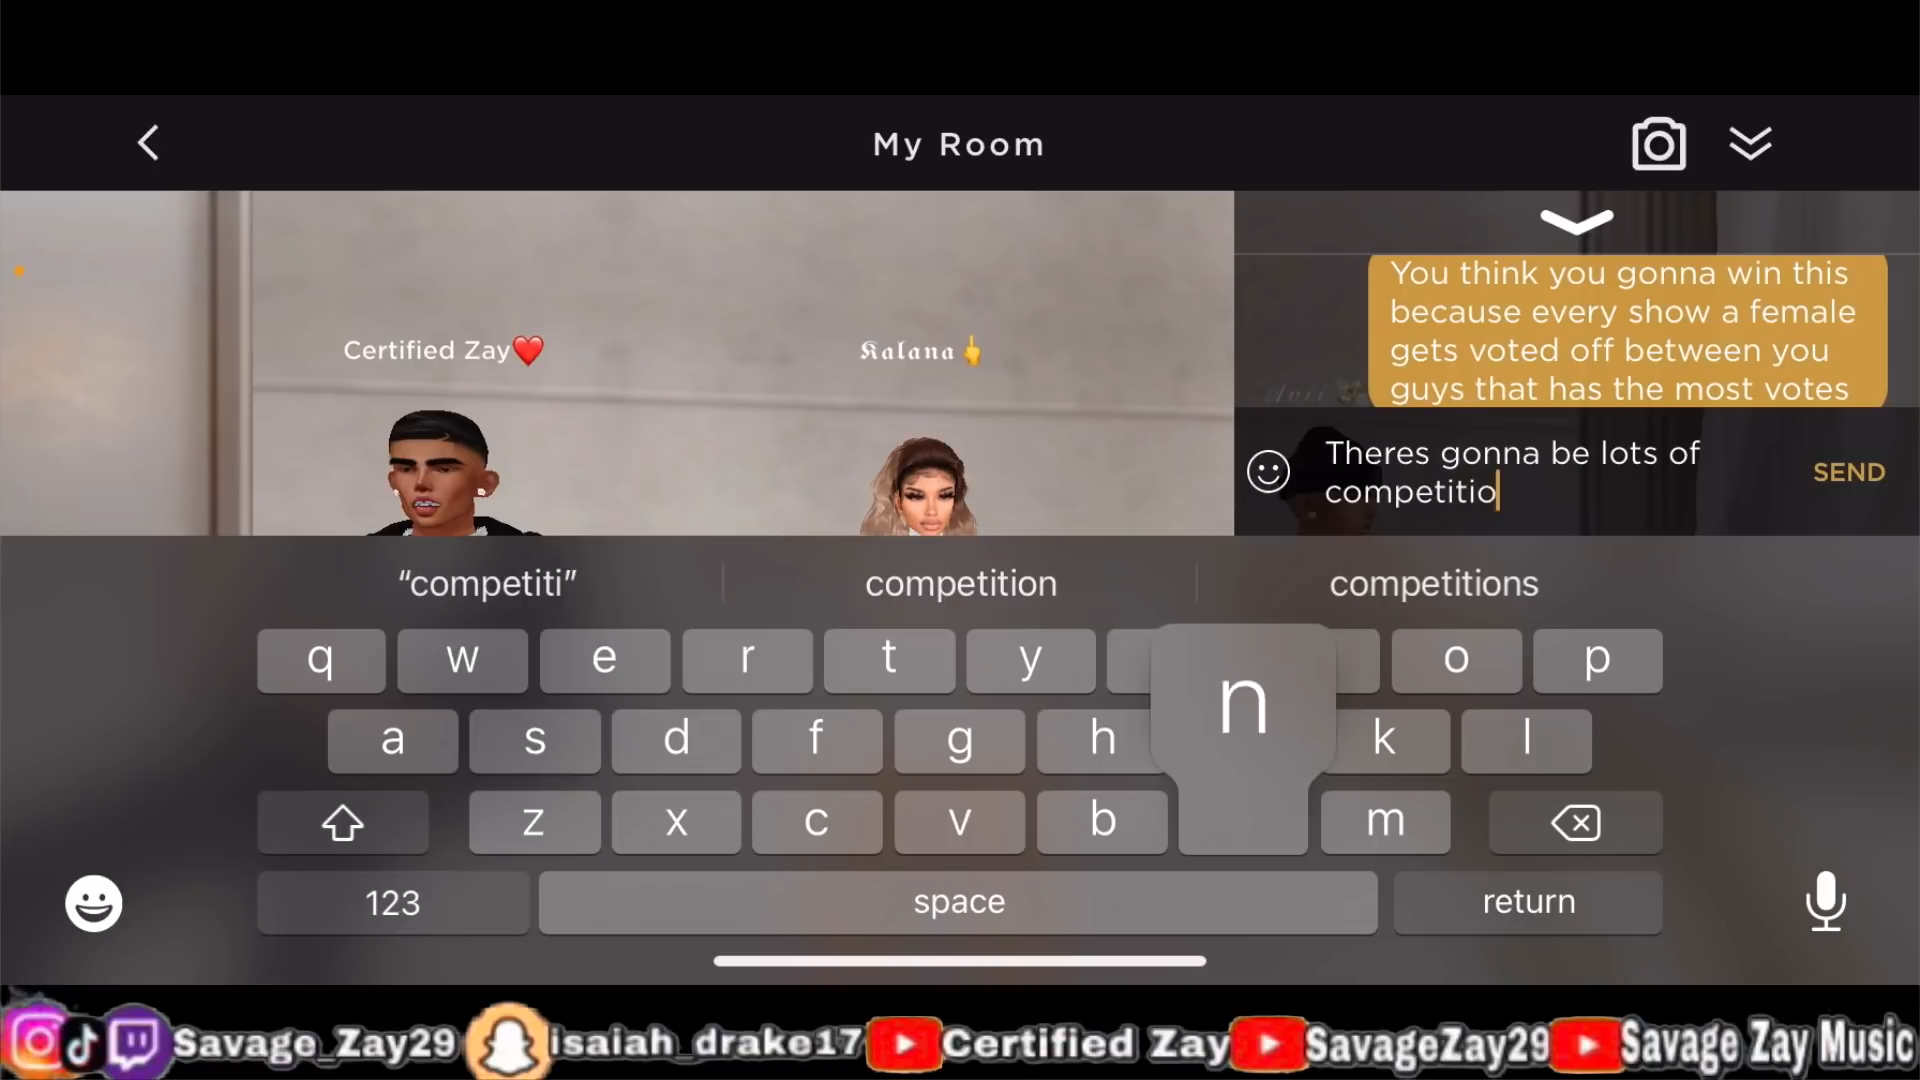 My Room
Certified Zay❤️
𝕶𝖆𝖑𝖆𝖓𝖆🖕
You think you gonna win this
because every show a female
gets voted off between you
guys that has the most votes
Theres gonna be lots of
competitio
SEND
“competiti”
competition
competitions
q w e r t y o p
a s d f g h k l
z x c v b n m
123
space
return
Savage_Zay29
isaiah_drake17
Certified Zay
SavageZay29
Savage Zay Music